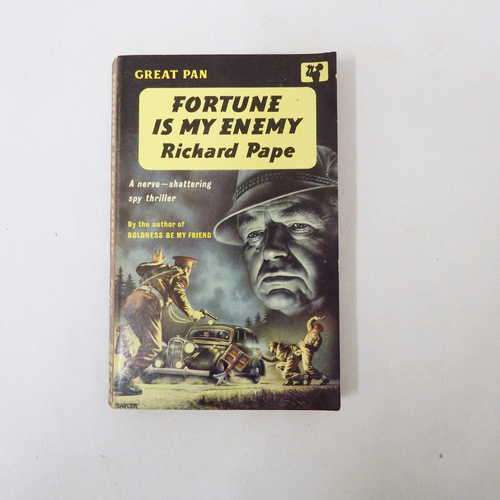 GREAT PAN
FORTUNE
IS MY ENEMY
Richard Pape
A nerve-shattering
spy thriller
By the author of
BOLDNESS BE MY FRIEND